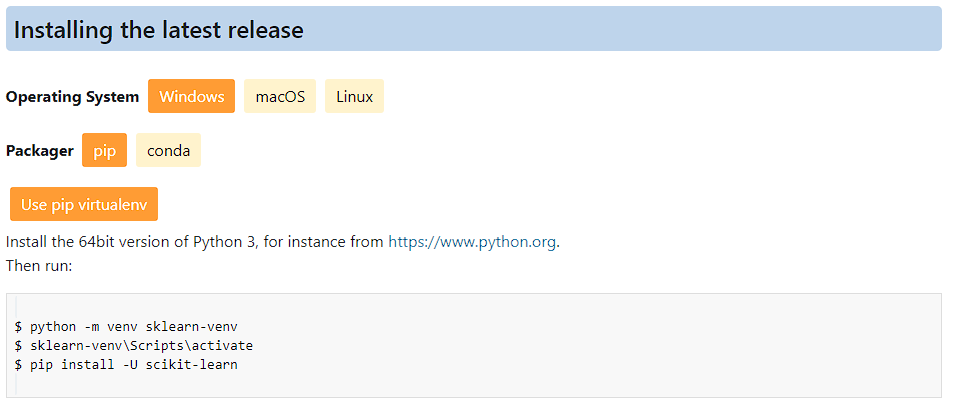 Installing the latest release
Operating System Windows macOS Linux
Packager pip conda
Use pip virtualenv
Install the 64bit version of Python 3, for instance from https://www.python.org.
Then run:
$ python -m venv sklearn-venv
$ sklearn-venv\Scripts\activate
$ pip install -U scikit-learn